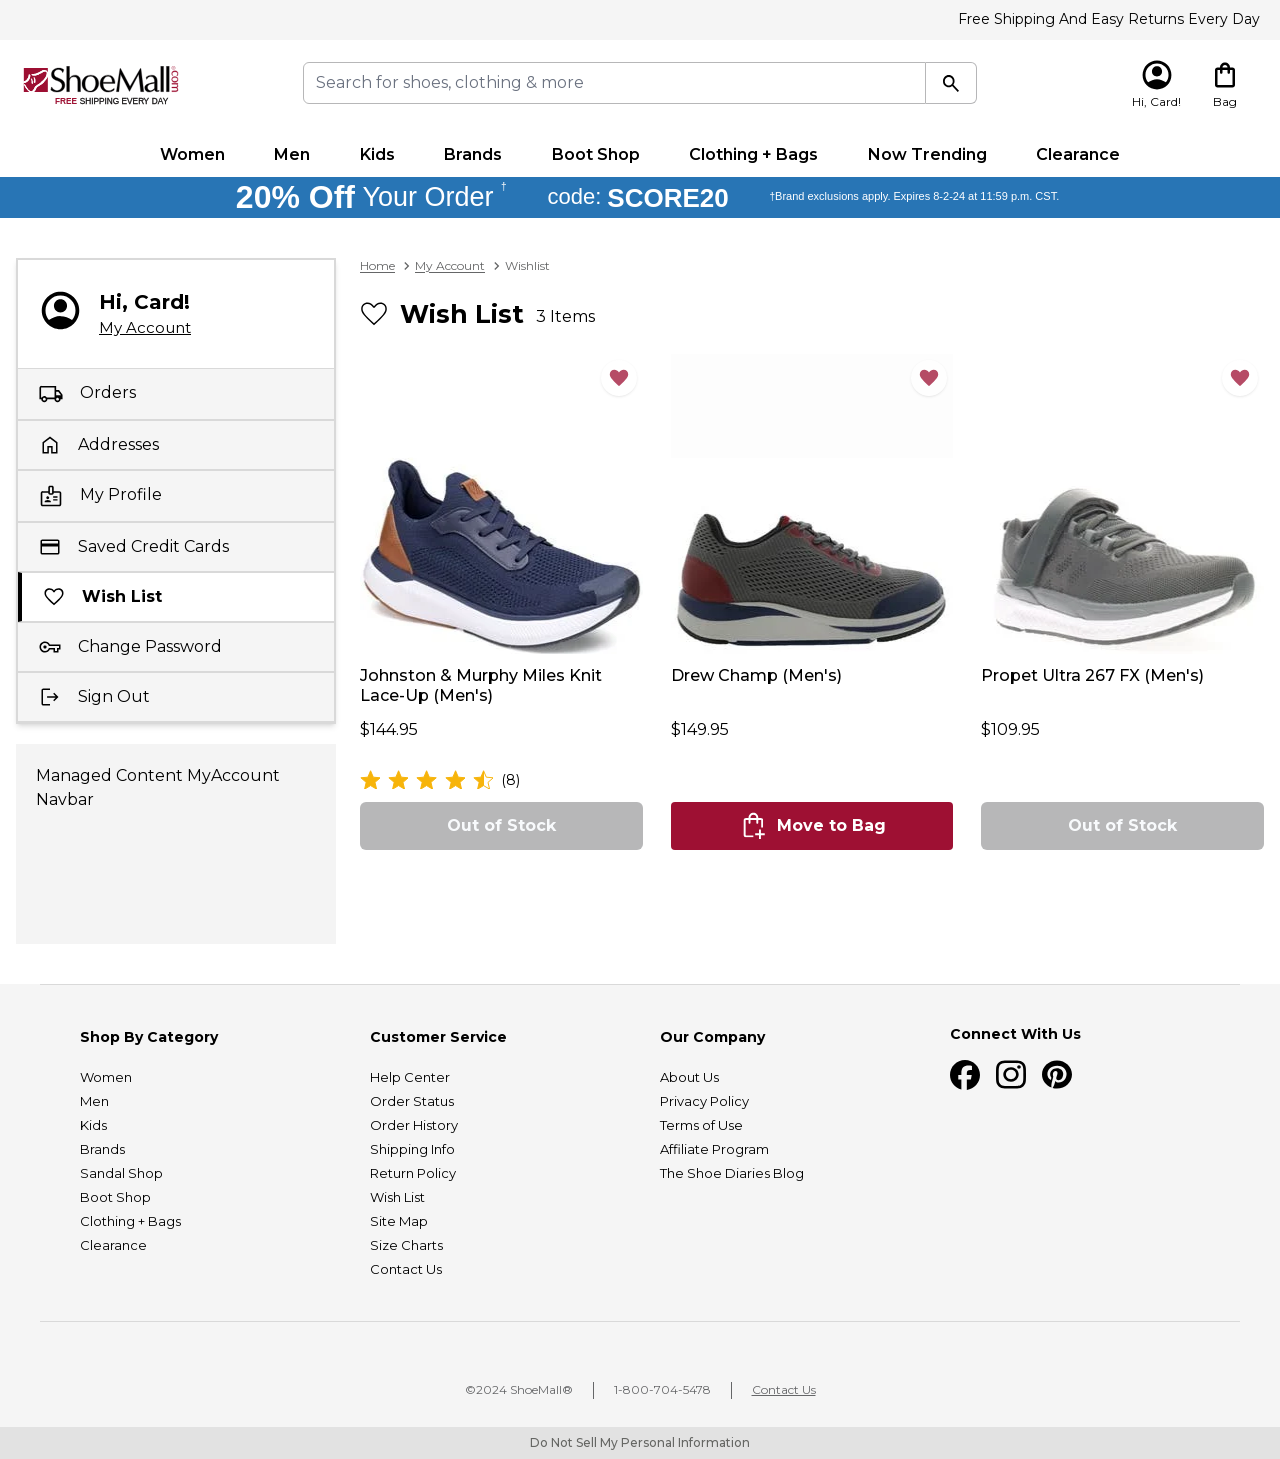 Free Shipping And Easy Returns Every Day
ShoeMall.com
FREE SHIPPING EVERY DAY
Search for shoes, clothing & more
Hi, Card!
Bag
Women
Men
Kids
Brands
Boot Shop
Clothing + Bags
Now Trending
Clearance
20% Off Your Order † code: SCORE20 †Brand exclusions apply. Expires 8-2-24 at 11:59 p.m. CST.
Hi, Card!
My Account
Orders
Addresses
My Profile
Saved Credit Cards
Wish List
Change Password
Sign Out
Managed Content MyAccount
Navbar
Home
My Account
Wishlist
Wish List 3 Items
Johnston & Murphy Miles Knit
Lace-Up (Men's)
$144.95
(8)
Out of Stock
Drew Champ (Men's)
$149.95
Move to Bag
Propet Ultra 267 FX (Men's)
$109.95
Out of Stock
Shop By Category
Women
Men
Kids
Brands
Sandal Shop
Boot Shop
Clothing + Bags
Clearance
Customer Service
Help Center
Order Status
Order History
Shipping Info
Return Policy
Wish List
Site Map
Size Charts
Contact Us
Our Company
About Us
Privacy Policy
Terms of Use
Affiliate Program
The Shoe Diaries Blog
Connect With Us
©2024 ShoeMall®
1-800-704-5478
Contact Us
Do Not Sell My Personal Information